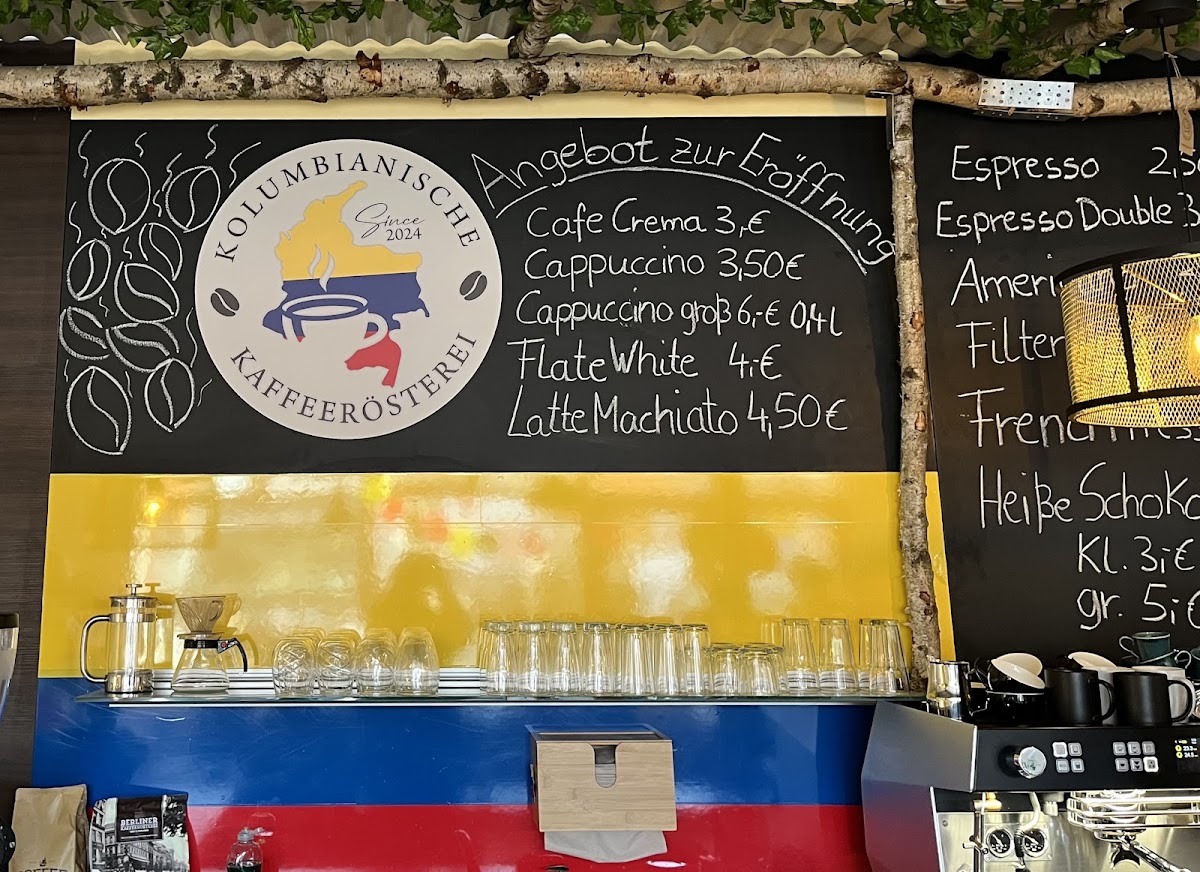 KOLUMBIANISCHE
Since
2024
KAFFEERÖSTEREI
Angebot zur Eröffnung
Cafe Crema 3,-€
Cappuccino 3,50€
Cappuccino groß 6,-€ 0,4l
Flate White 4,-€
Latte Machiato 4,50€
Espresso
Espresso Double
Filter
Heiße
Kl. 3,-€
gr. 5,-€
BERLINER